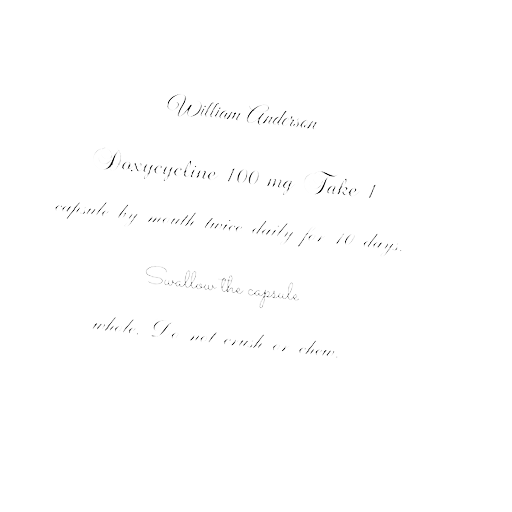 William Anderson
Doxycycline 100 mg Take 1
capsule by mouth twice daily for 10 days.
Swallow the capsule
whole. Do not crush or chew.